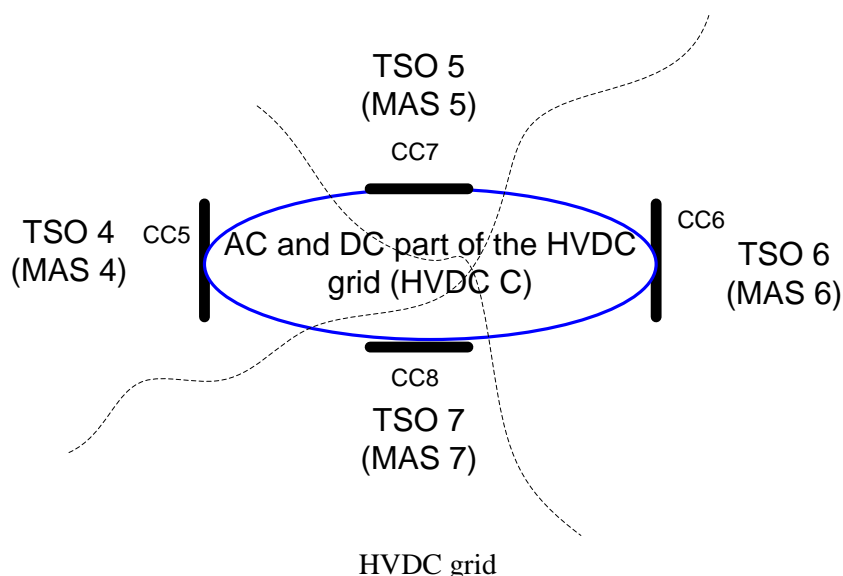 TSO 5
(MAS 5)
CC7
TSO 4
(MAS 4)
CC5
AC and DC part of the HVDC
grid (HVDC C)
CC6
TSO 6
(MAS 6)
CC8
TSO 7
(MAS 7)
HVDC grid